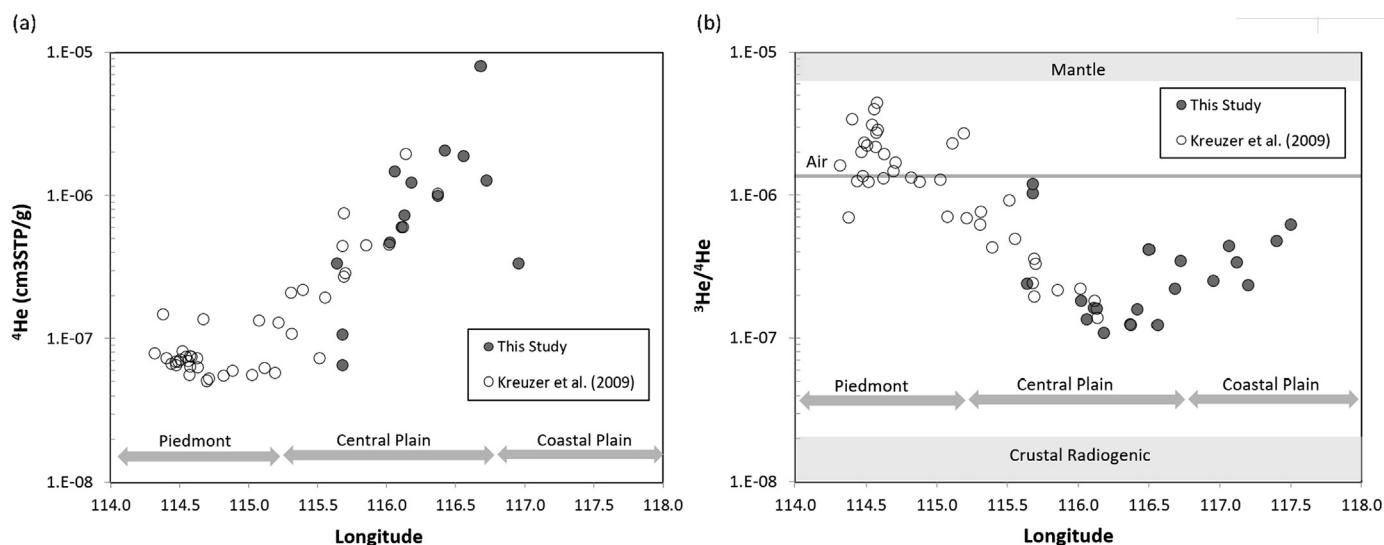 (a)
1.E-05
1.E-06
1.E-07
1.E-08
⁴He (cm3STP/g)
This Study
Kreuzer et al. (2009)
Piedmont
Central Plain
Coastal Plain
114.0 114.5 115.0 115.5 116.0 116.5 117.0 117.5 118.0
Longitude
(b)
1.E-05
1.E-06
1.E-07
1.E-08
³He/⁴He
Mantle
This Study
Kreuzer et al. (2009)
Air
Piedmont
Central Plain
Coastal Plain
Crustal Radiogenic
114.0 114.5 115.0 115.5 116.0 116.5 117.0 117.5 118.0
Longitude